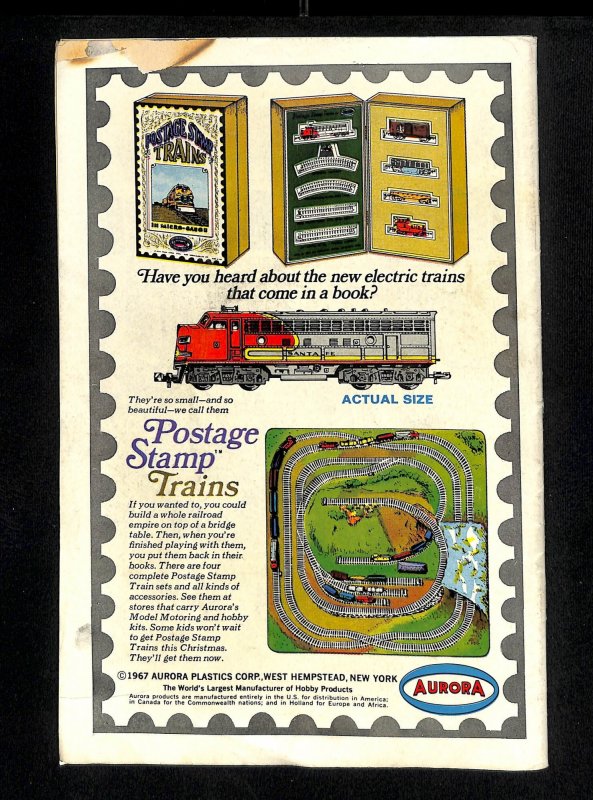 POSTAGE STAMP
TRAINS
IN MICRO-GAUGE
Have you heard about the new electric trains
that come in a book?
SANTA FE
They're so small—and so
beautiful—we call them
ACTUAL SIZE
Postage
Stamp™
Trains
If you wanted to, you could
build a whole railroad
empire on top of a bridge
table. Then, when you're
finished playing with them,
you put them back in their
books. There are four
complete Postage Stamp
Train sets and all kinds of
accessories. See them at
stores that carry Aurora's
Model Motoring and hobby
kits. Some kids won't wait
to get Postage Stamp
Trains this Christmas.
They'll get them now.
©1967 AURORA PLASTICS CORP., WEST HEMPSTEAD, NEW YORK
The World's Largest Manufacturer of Hobby Products
Aurora products are manufactured entirely in the U.S. for distribution in America;
in Canada for the Commonwealth nations; and in Holland for Europe and Africa.
AURORA